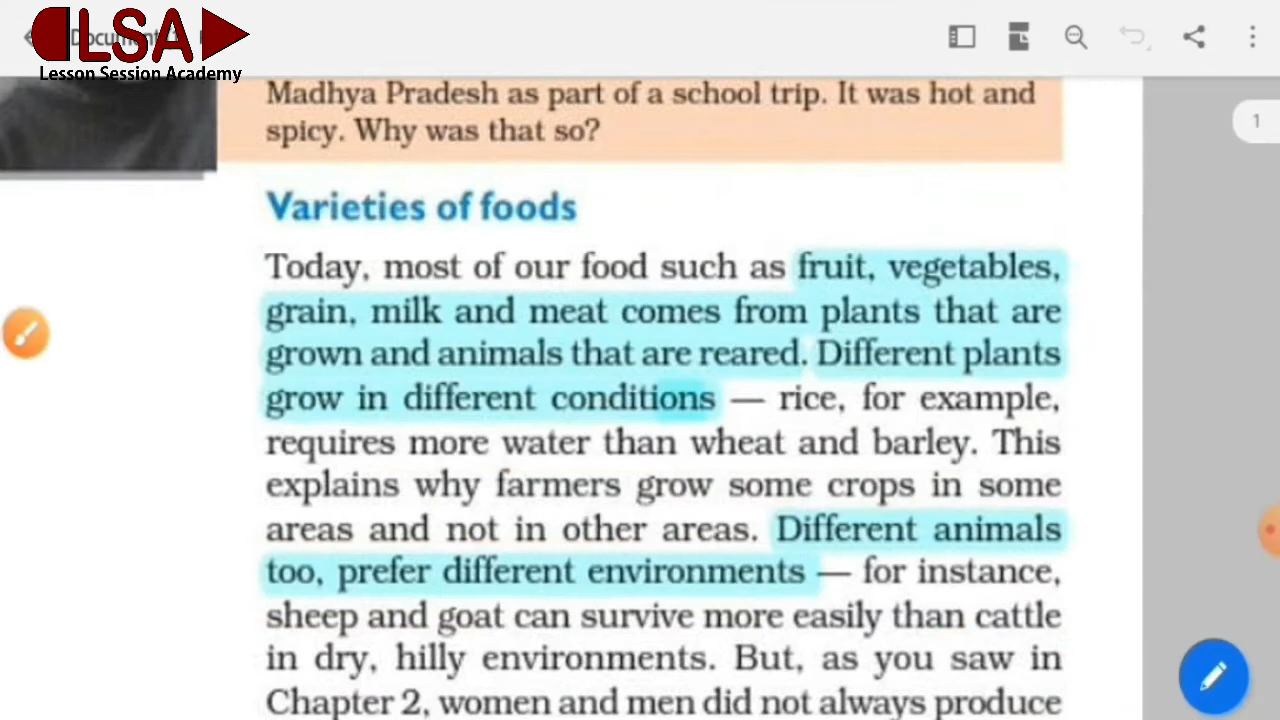 LSA
Lesson Session Academy
Madhya Pradesh as part of a school trip. It was hot and
spicy. Why was that so?
1
Varieties of foods
Today, most of our food such as fruit, vegetables,
grain, milk and meat comes from plants that are
grown and animals that are reared. Different plants
grow in different conditions — rice, for example,
requires more water than wheat and barley. This
explains why farmers grow some crops in some
areas and not in other areas. Different animals
too, prefer different environments — for instance,
sheep and goat can survive more easily than cattle
in dry, hilly environments. But, as you saw in
Chapter 2, women and men did not always produce